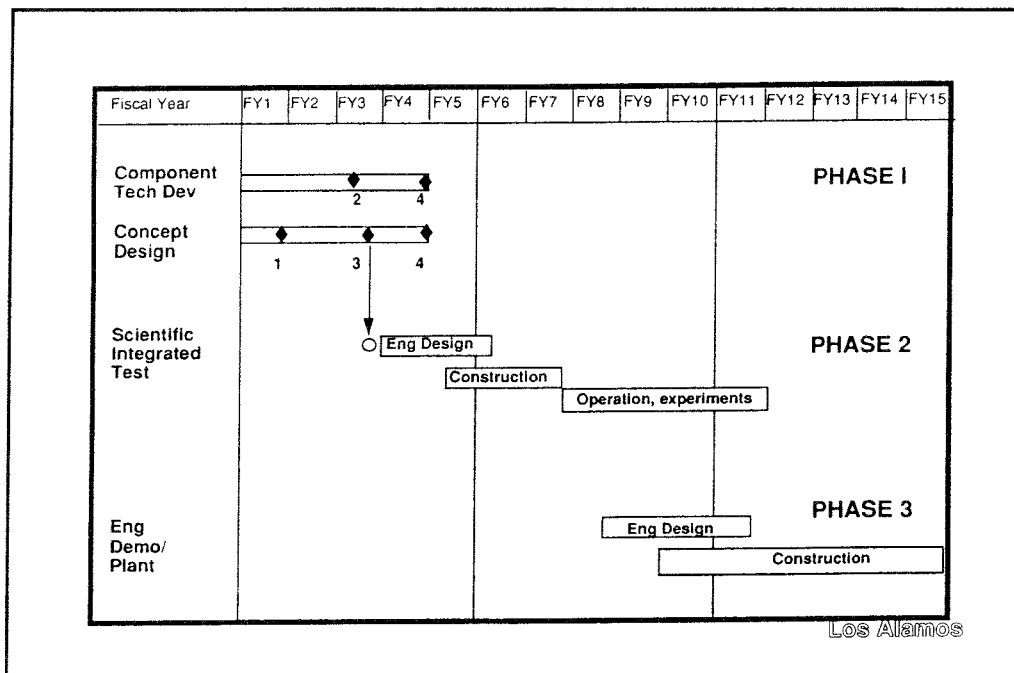 Fiscal Year FY1 FY2 FY3 FY4 FY5 FY6 FY7 FY8 FY9 FY10 FY11 FY12 FY13 FY14 FY15
Component
Tech Dev
PHASE I
2 4
Concept
Design
1 3 4
Scientific
Integrated
Test
Eng Design
PHASE 2
Construction
Operation, experiments
PHASE 3
Eng
Demo/
Plant
Eng Design
Construction
Los Alamos